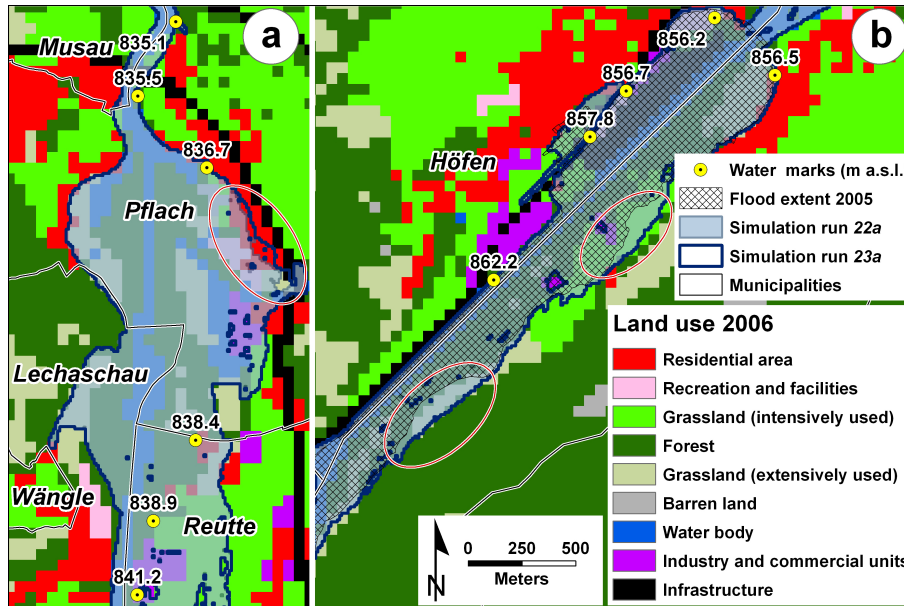 a
Musau
835.1
835.5
836.7
Pflach
Lechaschau
838.4
Wängle
838.9
Reutte
841.2
b
856.2
856.5
856.7
857.8
Höfen
862.2
Water marks (m a.s.l.
Flood extent 2005
Simulation run 22a
Simulation run 23a
Municipalities
Land use 2006
Residential area
Recreation and facilities
Grassland (intensively used)
Forest
Grassland (extensively used)
Barren land
Water body
Industry and commercial units
Infrastructure
N
0 250 500
Meters